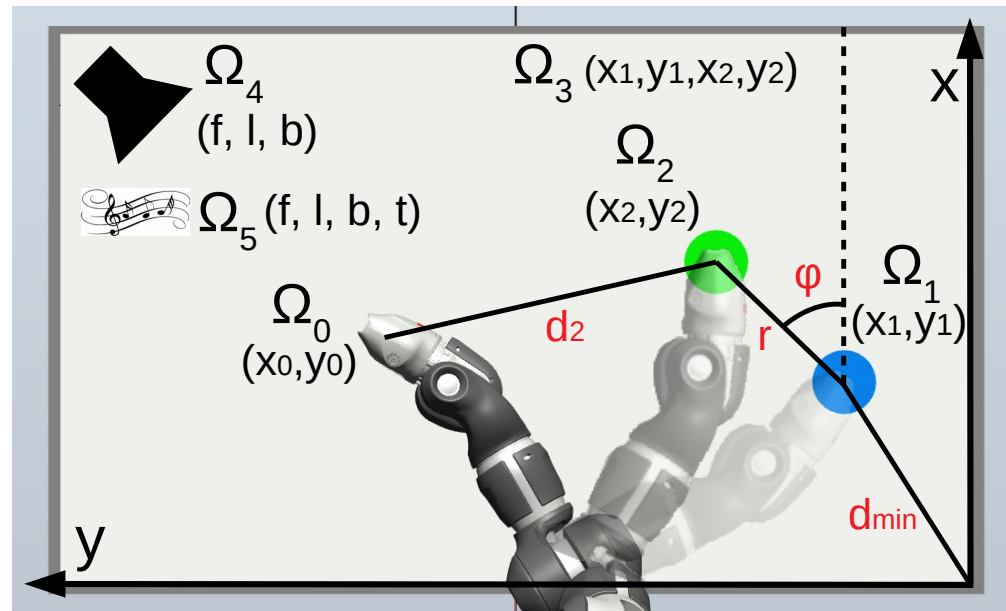 Ω4
(f, l, b)
Ω3 (x1,y1,x2,y2)
x
Ω2
(x2,y2)
Ω5 (f, l, b, t)
Ω0
(x0,y0)
φ
Ω1
(x1,y1)
d2
r
dmin
y